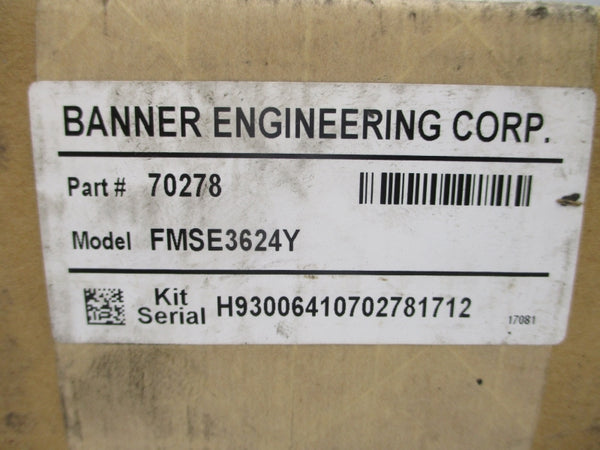 BANNER ENGINEERING CORP.
Part # 70278
Model FMSE3624Y
Kit Serial H93006410702781712
17081